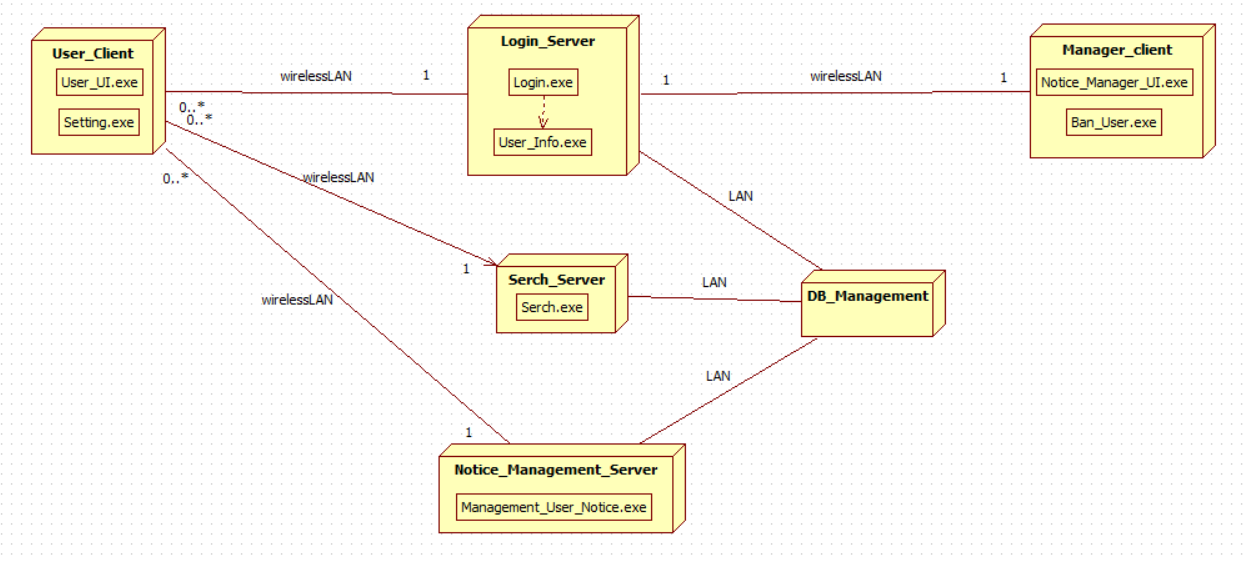 User_Client
User_UI.exe
Setting.exe
wirelessLAN
1
0..*
0..*
0..*
Login_Server
Login.exe
User_Info.exe
1
wirelessLAN
1
Manager_client
Notice_Manager_UI.exe
Ban_User.exe
wirelessLAN
LAN
1
Serch_Server
Serch.exe
LAN
DB_Management
wirelessLAN
LAN
1
Notice_Management_Server
Management_User_Notice.exe